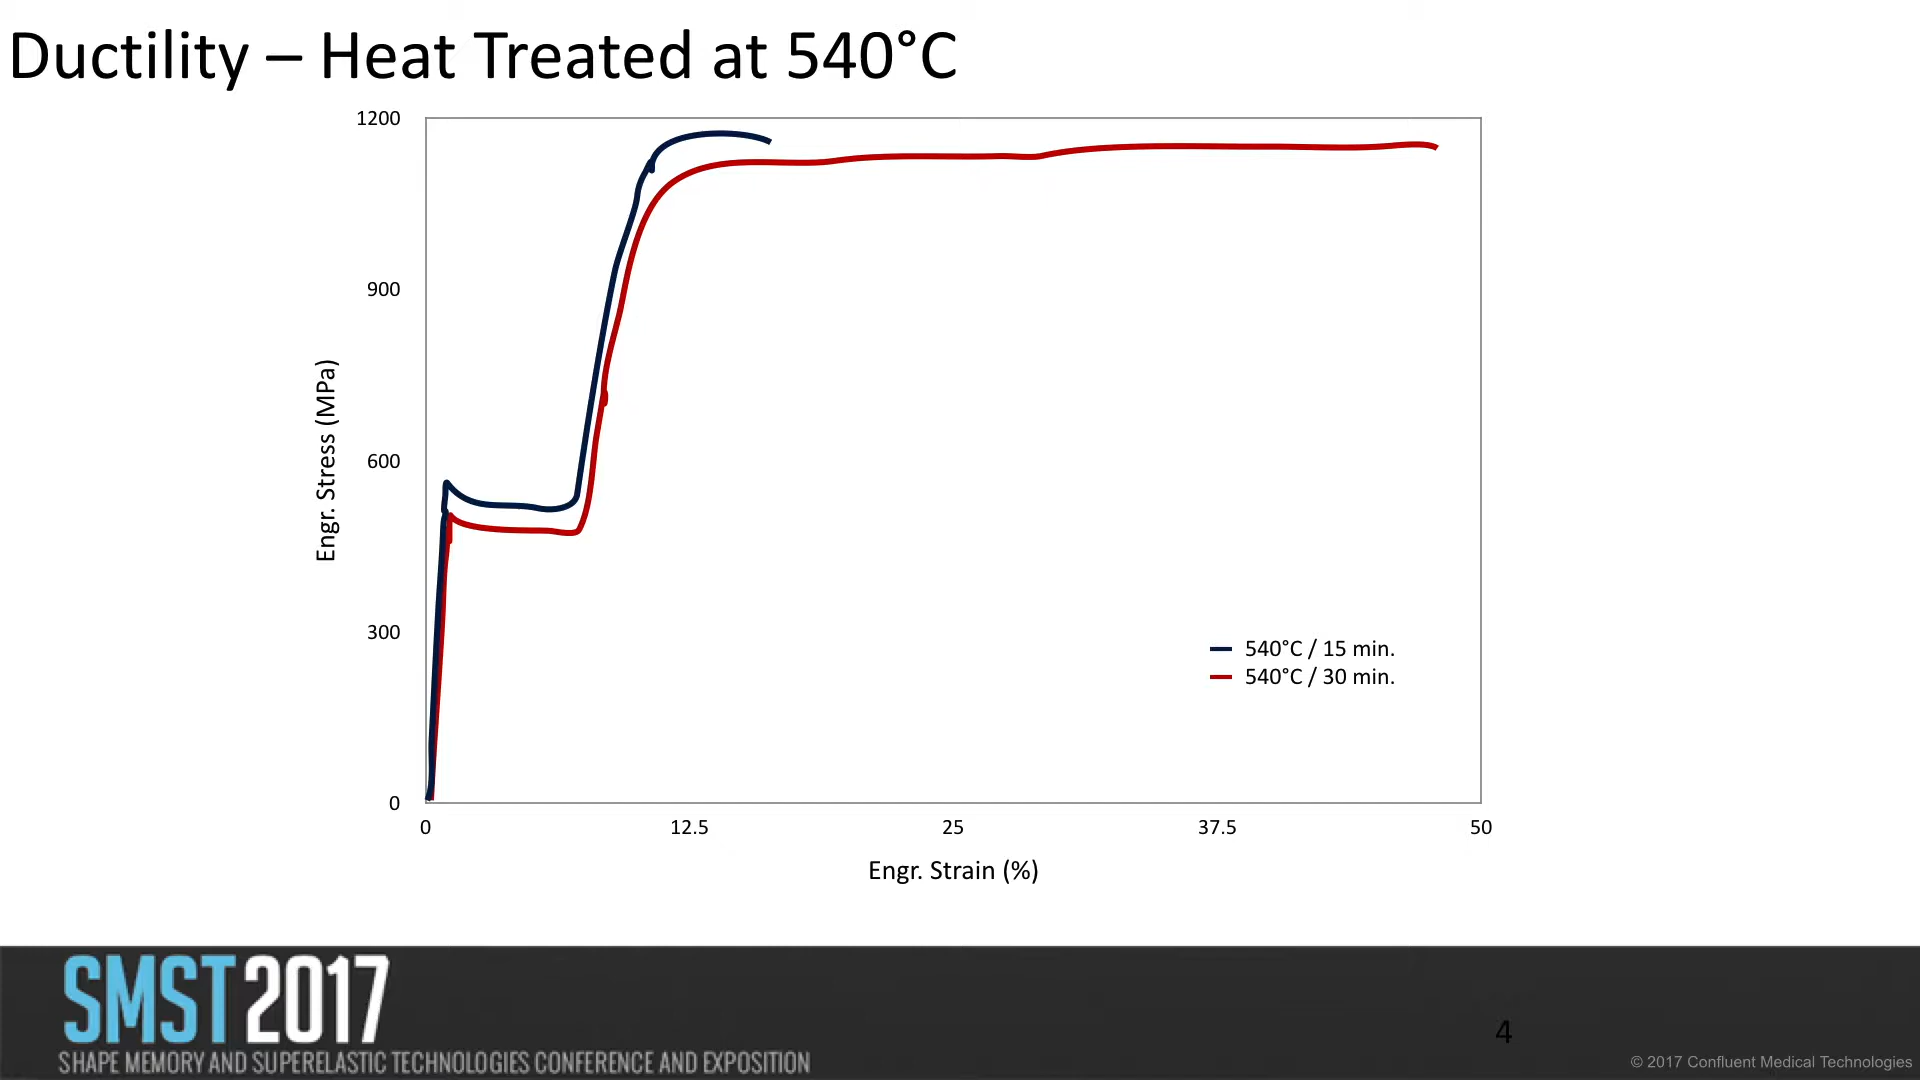 Ductility – Heat Treated at 540°C
1200
900
600
300
0
Engr. Stress (MPa)
0 12.5 25 37.5 50
Engr. Strain (%)
540°C / 15 min.
540°C / 30 min.
SMST2017
SHAPE MEMORY AND SUPERELASTIC TECHNOLOGIES CONFERENCE AND EXPOSITION
4
© 2017 Confluent Medical Technologies